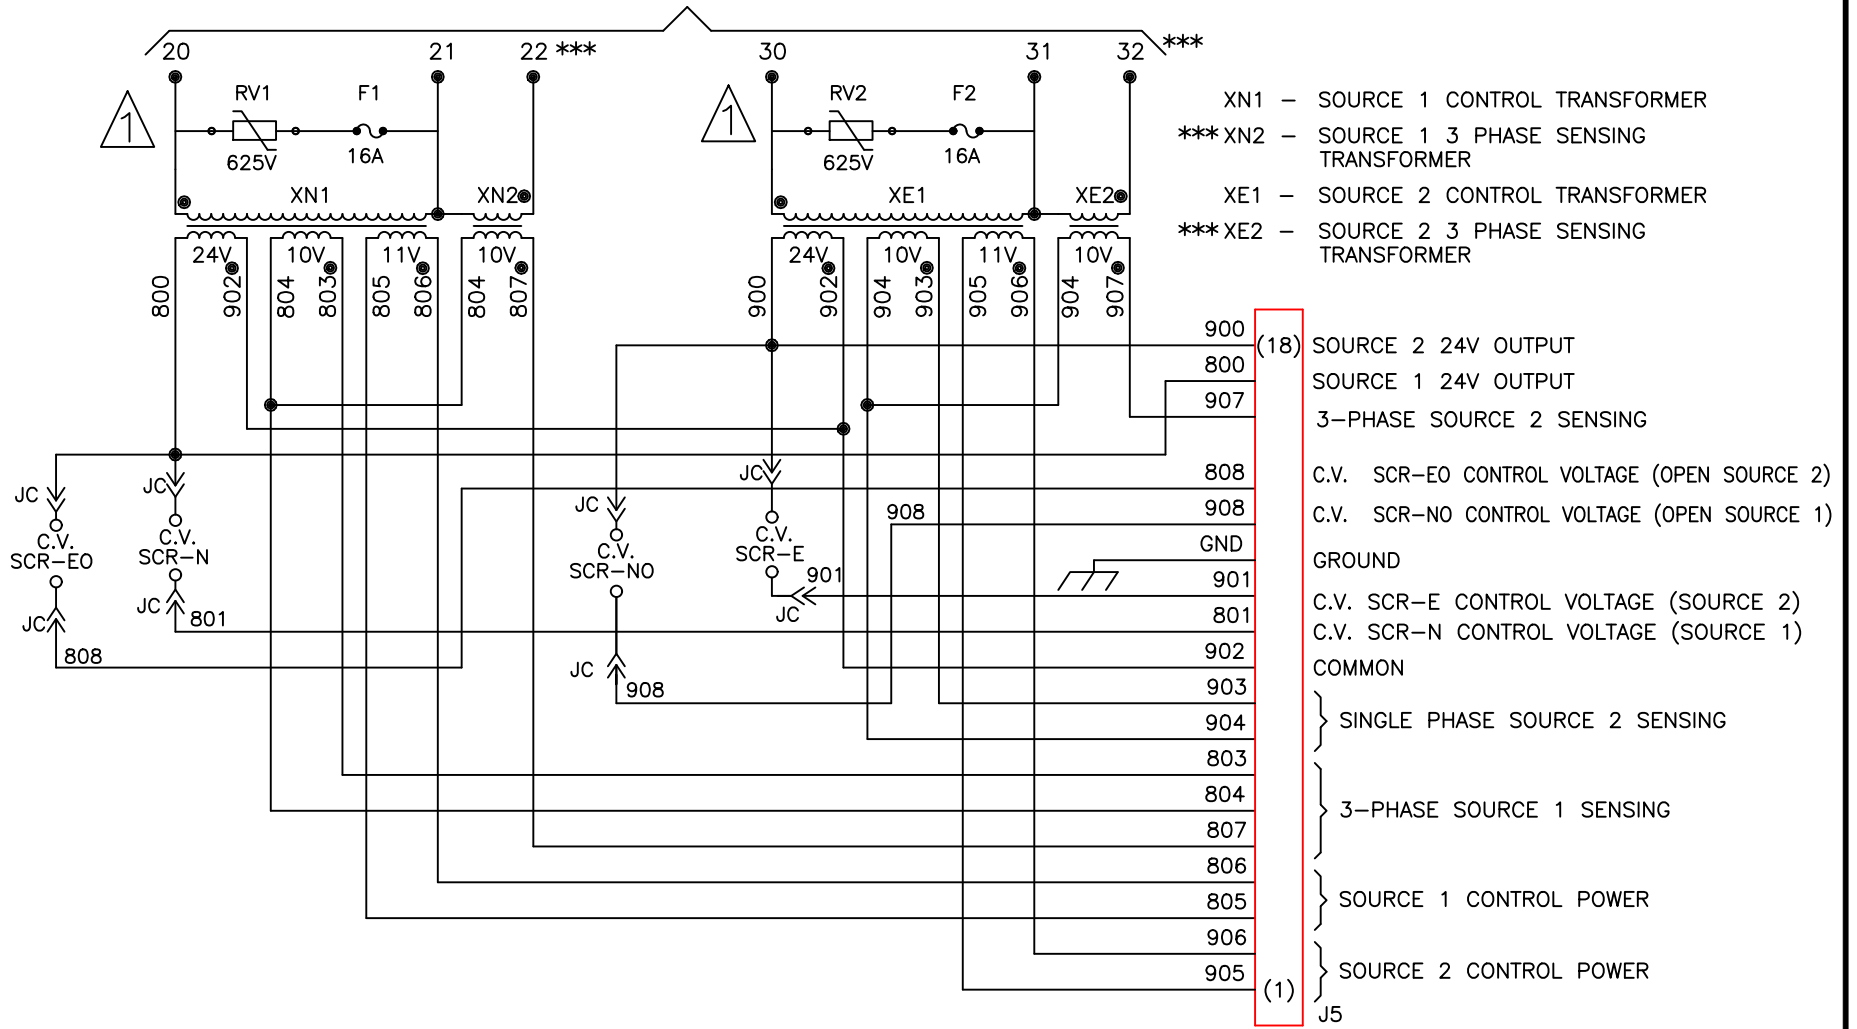 20 21 22 *** 30 31 32 ***
1 RV1 F1 1 RV2 F2
625V 16A 625V 16A
XN1 XN2 XE1 XE2
XN1 – SOURCE 1 CONTROL TRANSFORMER
*** XN2 – SOURCE 1 3 PHASE SENSING
TRANSFORMER
XE1 – SOURCE 2 CONTROL TRANSFORMER
*** XE2 – SOURCE 2 3 PHASE SENSING
TRANSFORMER
24V 10V 11V 10V 24V 10V 11V 10V
800 902 804 803 805 806 804 807 900 902 904 903 905 906 904 907
900 (18) SOURCE 2 24V OUTPUT
800 SOURCE 1 24V OUTPUT
907 3–PHASE SOURCE 2 SENSING
808 C.V. SCR–EO CONTROL VOLTAGE (OPEN SOURCE 2)
908 908 C.V. SCR–NO CONTROL VOLTAGE (OPEN SOURCE 1)
GND GROUND
901 C.V. SCR–E CONTROL VOLTAGE (SOURCE 2)
801 C.V. SCR–N CONTROL VOLTAGE (SOURCE 1)
902 COMMON
903
904
SINGLE PHASE SOURCE 2 SENSING
803
804
807
3–PHASE SOURCE 1 SENSING
806
805
SOURCE 1 CONTROL POWER
906
905
SOURCE 2 CONTROL POWER
(1)
J5
JC
C.V.
SCR–EO
JC
808
JC
C.V.
SCR–N
JC
801
JC
C.V.
SCR–NO
JC
908
JC
C.V.
SCR–E
901
JC